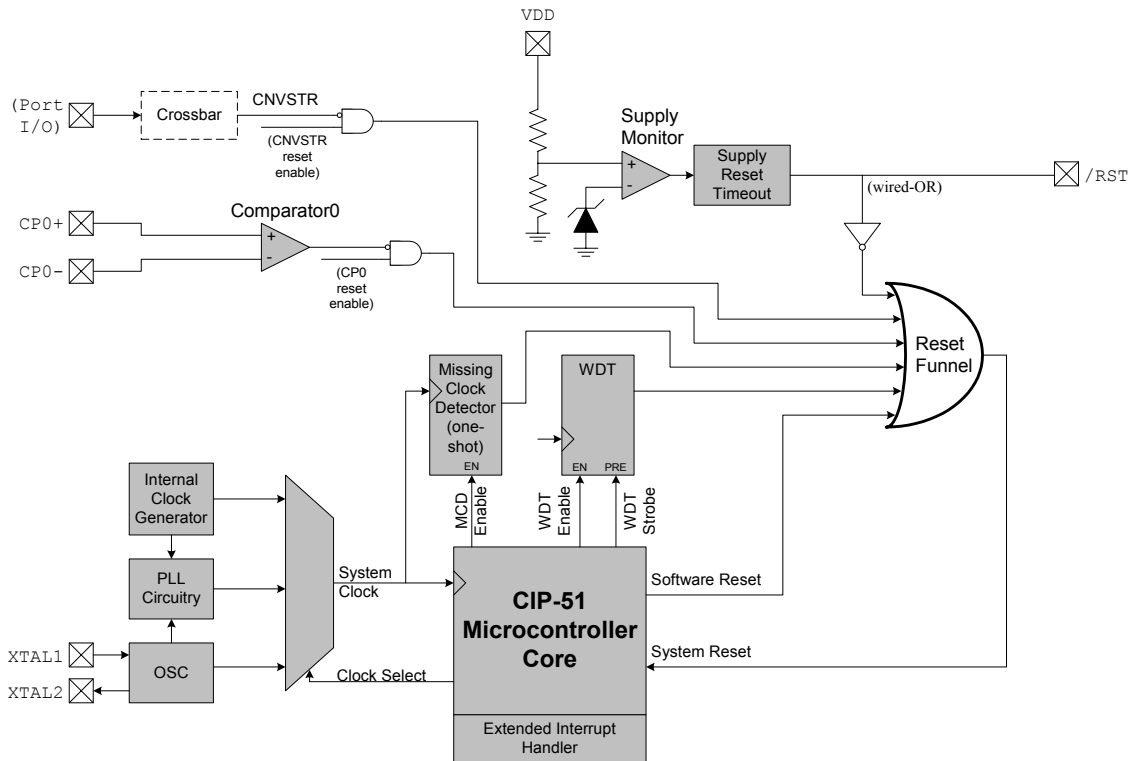 VDD
(Port
I/O)
Crossbar
CNVSTR
(CNVSTR
reset
enable)
Supply
Monitor
+
-
Supply
Reset
Timeout
(wired-OR)
/RST
CP0+
CP0-
Comparator0
+
-
(CP0
reset
enable)
Reset
Funnel
Missing
Clock
Detector
(one-
shot)
EN
WDT
EN
PRE
MCD
Enable
WDT
Enable
WDT
Strobe
Internal
Clock
Generator
PLL
Circuitry
OSC
XTAL1
XTAL2
System
Clock
Clock Select
CIP-51
Microcontroller
Core
Software Reset
System Reset
Extended Interrupt
Handler